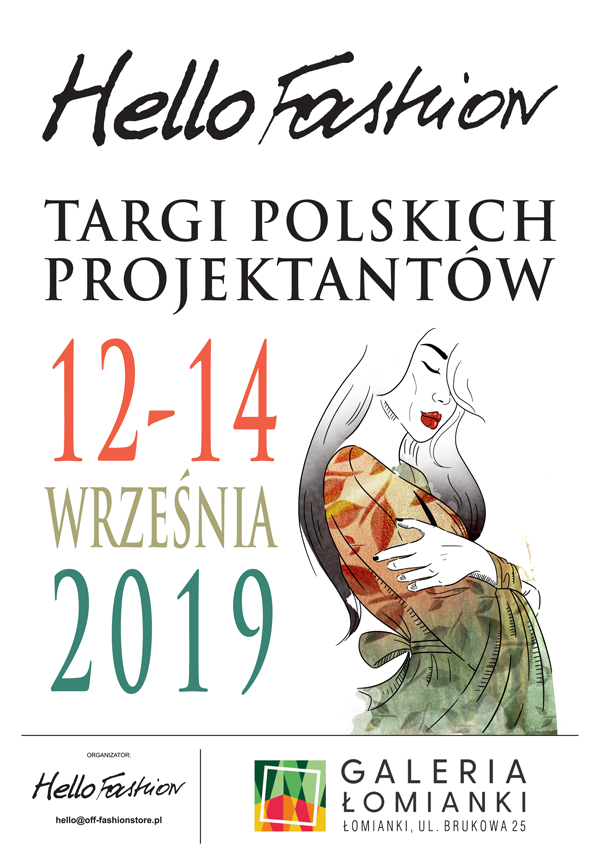 Hello Fashion
TARGI POLSKICH
PROJEKTANTÓW
12-14
WRZEŚNIA
2019
ORGANIZATOR:
Hello Fashion
hello@off-fashionstore.pl
GALERIA
ŁOMIANKI
ŁOMIANKI, UL. BRUKOWA 25